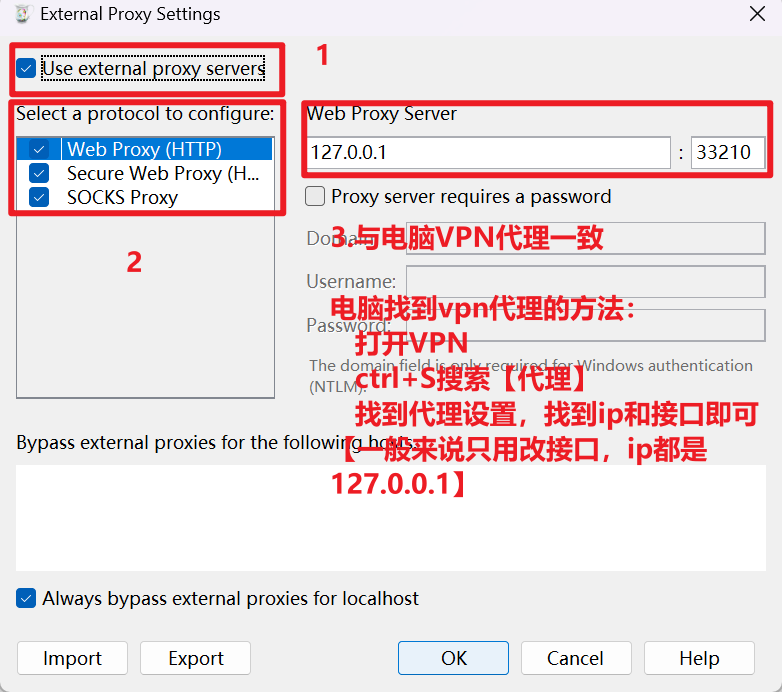 External Proxy Settings
1
Use external proxy servers
Select a protocol to configure:
Web Proxy (HTTP)
Secure Web Proxy (H...
SOCKS Proxy
2
Web Proxy Server
127.0.0.1 : 33210
Proxy server requires a password
Domain:
3.与电脑VPN代理一致
Username:
电脑找到vpn代理的方法：
Password:
打开VPN
The domain field is only required for Windows authentication
(NTLM).
ctrl+S搜索【代理】
找到代理设置，找到ip和接口即可
Bypass external proxies for the following hosts:
【一般来说只用改接口，ip都是
127.0.0.1】
Always bypass external proxies for localhost
Import
Export
OK
Cancel
Help